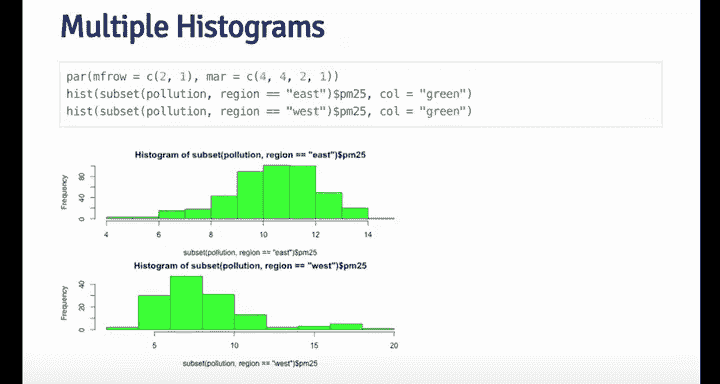 Multiple Histograms
par(mfrow = c(2, 1), mar = c(4, 4, 2, 1))
hist(subset(pollution, region == "east")$pm25, col = "green")
hist(subset(pollution, region == "west")$pm25, col = "green")
Histogram of subset(pollution, region == "east")$pm25
Frequency
80
40
0
4 6 8 10 12 14
subset(pollution, region == "east")$pm25
Histogram of subset(pollution, region == "west")$pm25
Frequency
40
20
0
5 10 15 20
subset(pollution, region == "west")$pm25